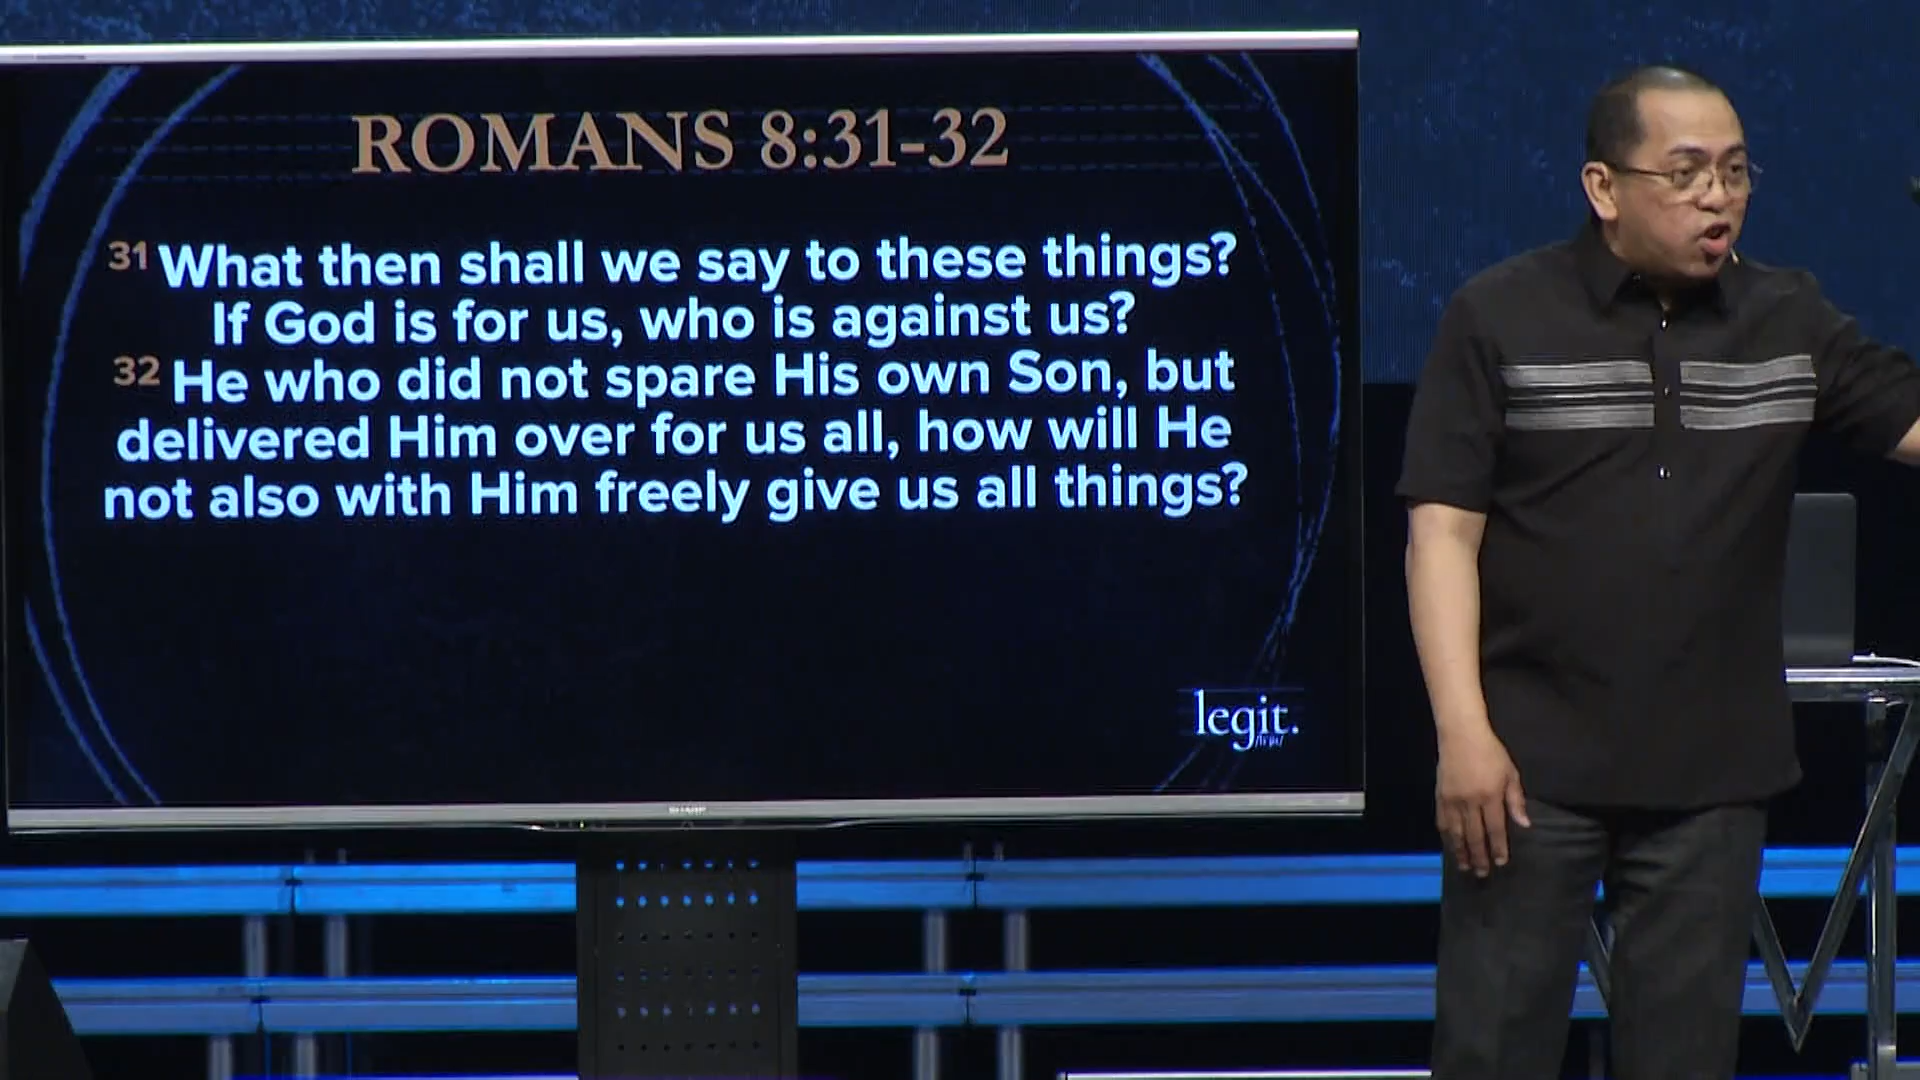 ROMANS 8:31-32
31 What then shall we say to these things?
If God is for us, who is against us?
32 He who did not spare His own Son, but
delivered Him over for us all, how will He
not also with Him freely give us all things?
legit.
SHARP